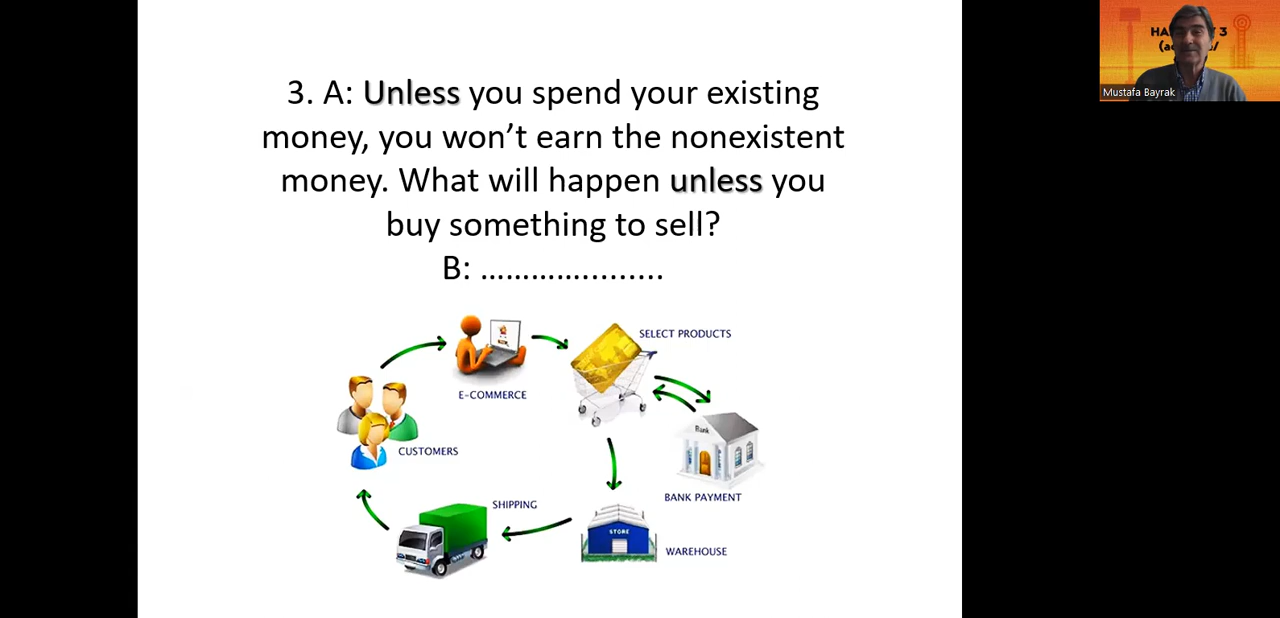 3. A: Unless you spend your existing
money, you won’t earn the nonexistent
money. What will happen unless you
buy something to sell?
B: ………….........
SELECT PRODUCTS
E-COMMERCE
Bank
CUSTOMERS
BANK PAYMENT
SHIPPING
STORE
WAREHOUSE
3
Mustafa Bayrak